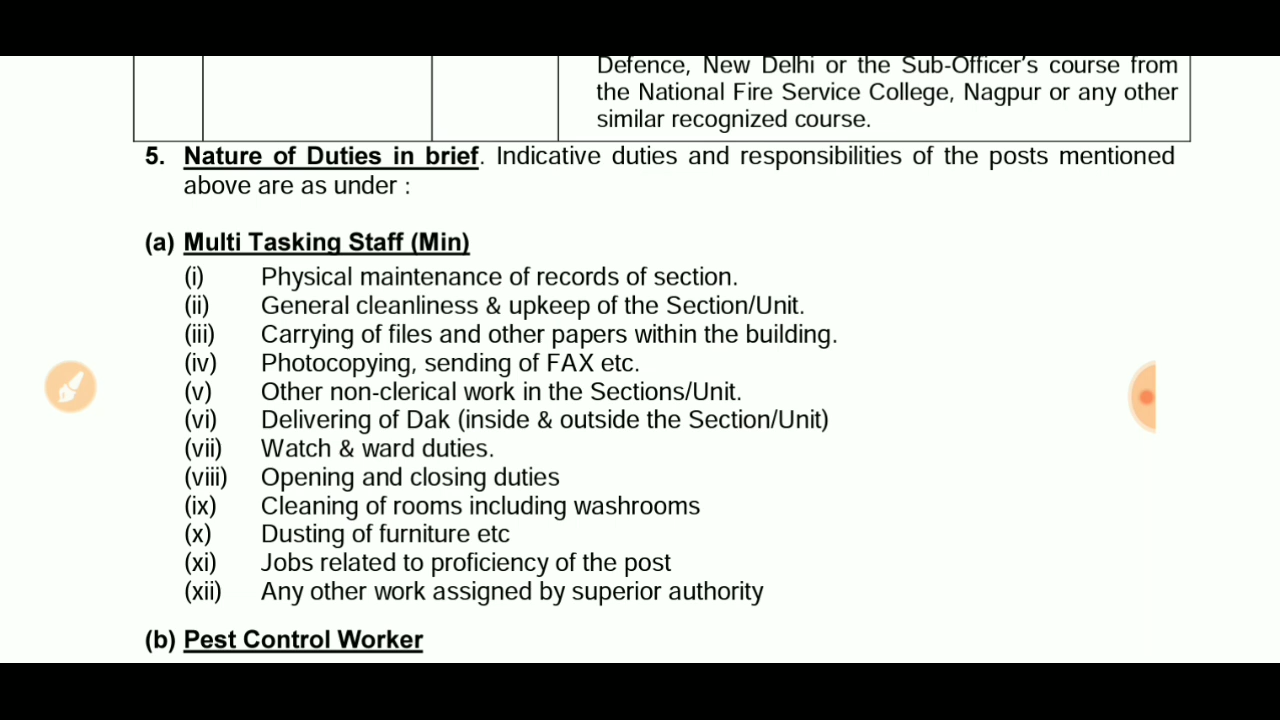 Defence, New Delhi or the Sub-Officer's course from
the National Fire Service College, Nagpur or any other
similar recognized course.
5. Nature of Duties in brief. Indicative duties and responsibilities of the posts mentioned
above are as under :
(a) Multi Tasking Staff (Min)
(i) Physical maintenance of records of section.
(ii) General cleanliness & upkeep of the Section/Unit.
(iii) Carrying of files and other papers within the building.
(iv) Photocopying, sending of FAX etc.
(v) Other non-clerical work in the Sections/Unit.
(vi) Delivering of Dak (inside & outside the Section/Unit)
(vii) Watch & ward duties.
(viii) Opening and closing duties
(ix) Cleaning of rooms including washrooms
(x) Dusting of furniture etc
(xi) Jobs related to proficiency of the post
(xii) Any other work assigned by superior authority
(b) Pest Control Worker